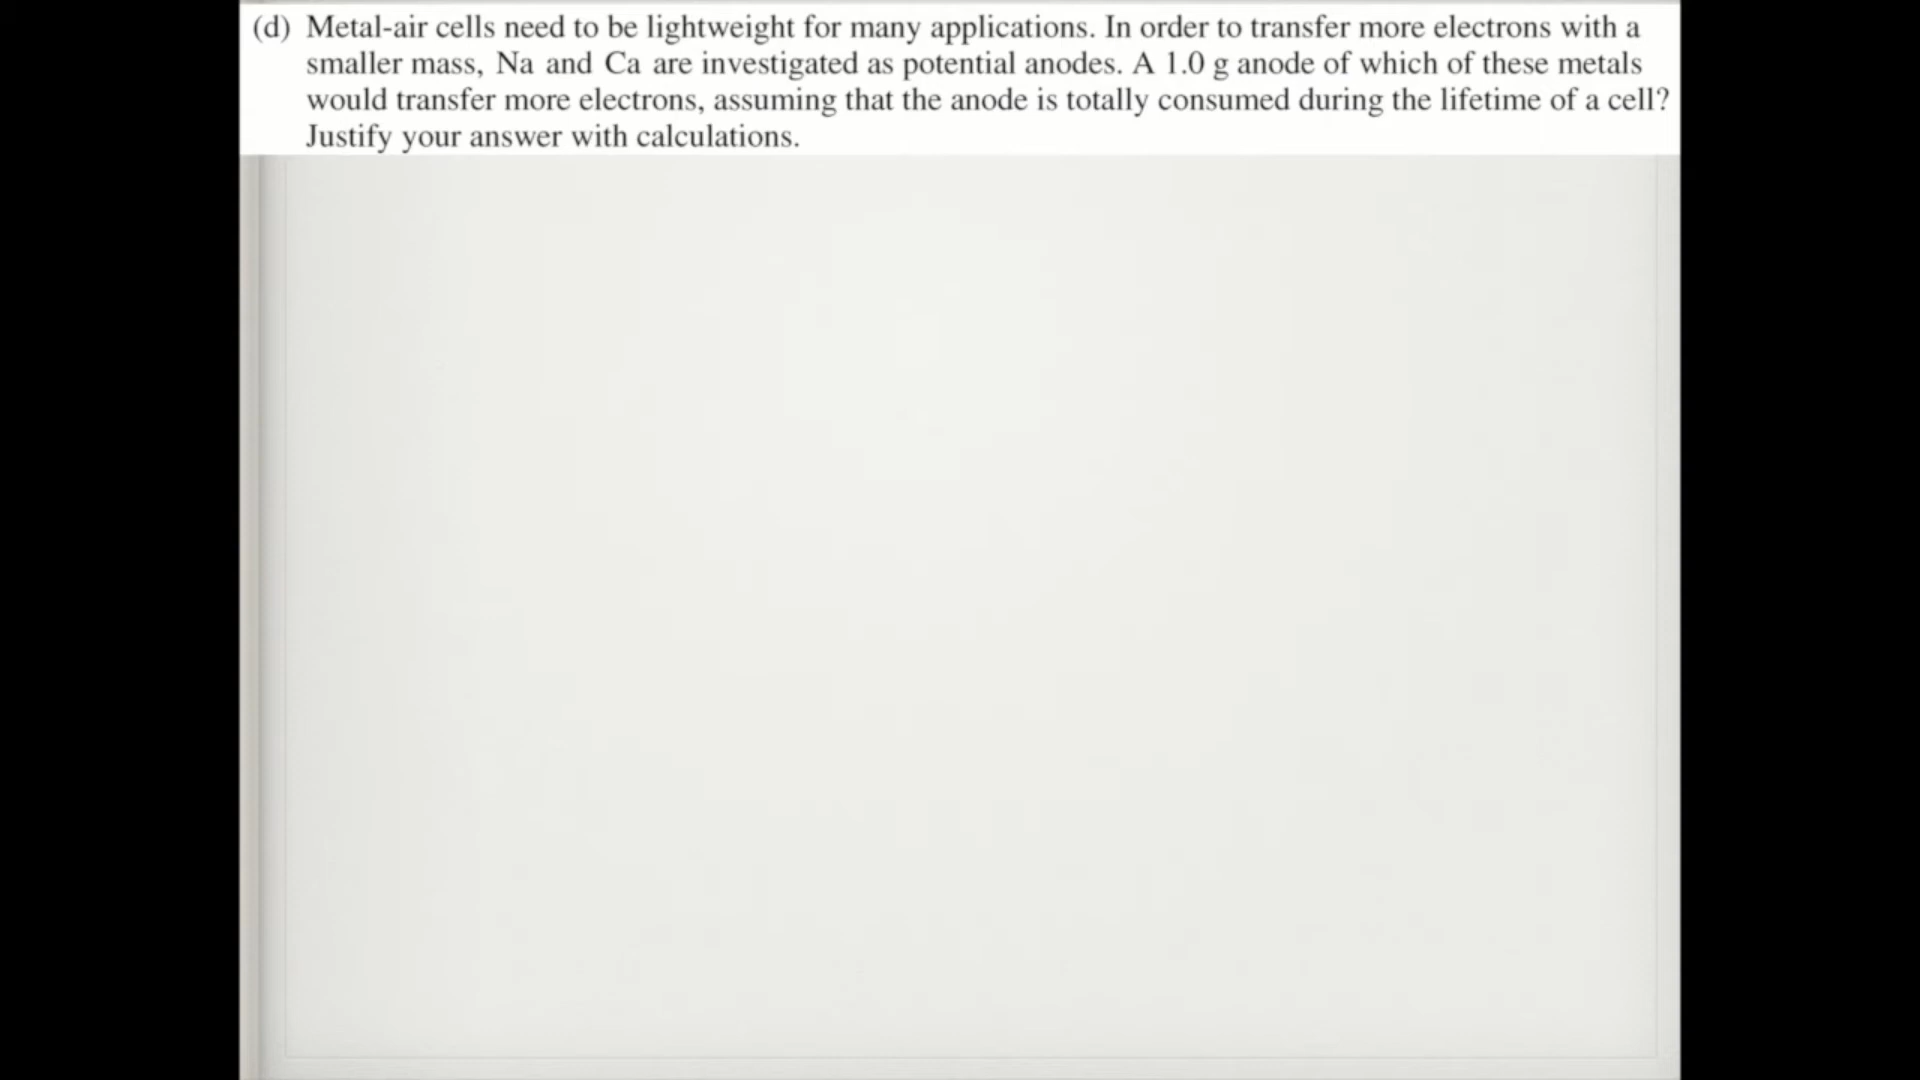 (d) Metal-air cells need to be lightweight for many applications. In order to transfer more electrons with a
smaller mass, Na and Ca are investigated as potential anodes. A 1.0 g anode of which of these metals
would transfer more electrons, assuming that the anode is totally consumed during the lifetime of a cell?
Justify your answer with calculations.